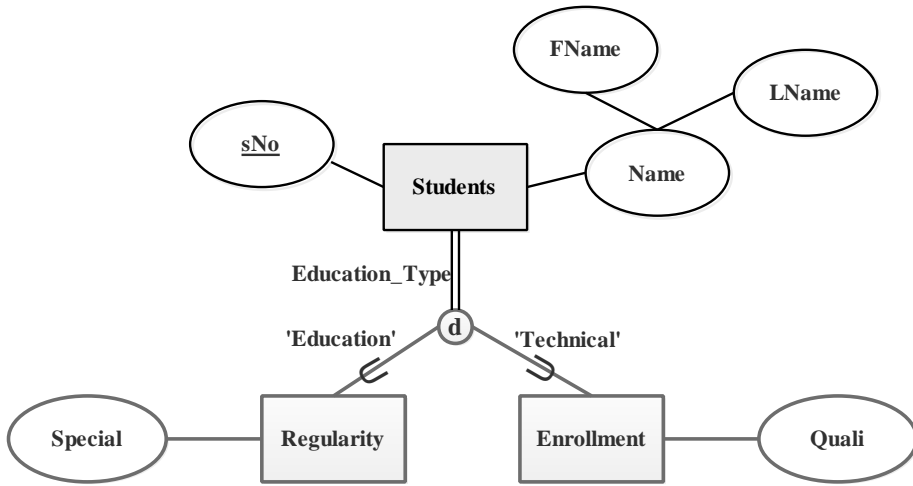 FName
LName
sNo
Name
Students
Education_Type
d
'Education'
'Technical'
Special
Regularity
Enrollment
Quali